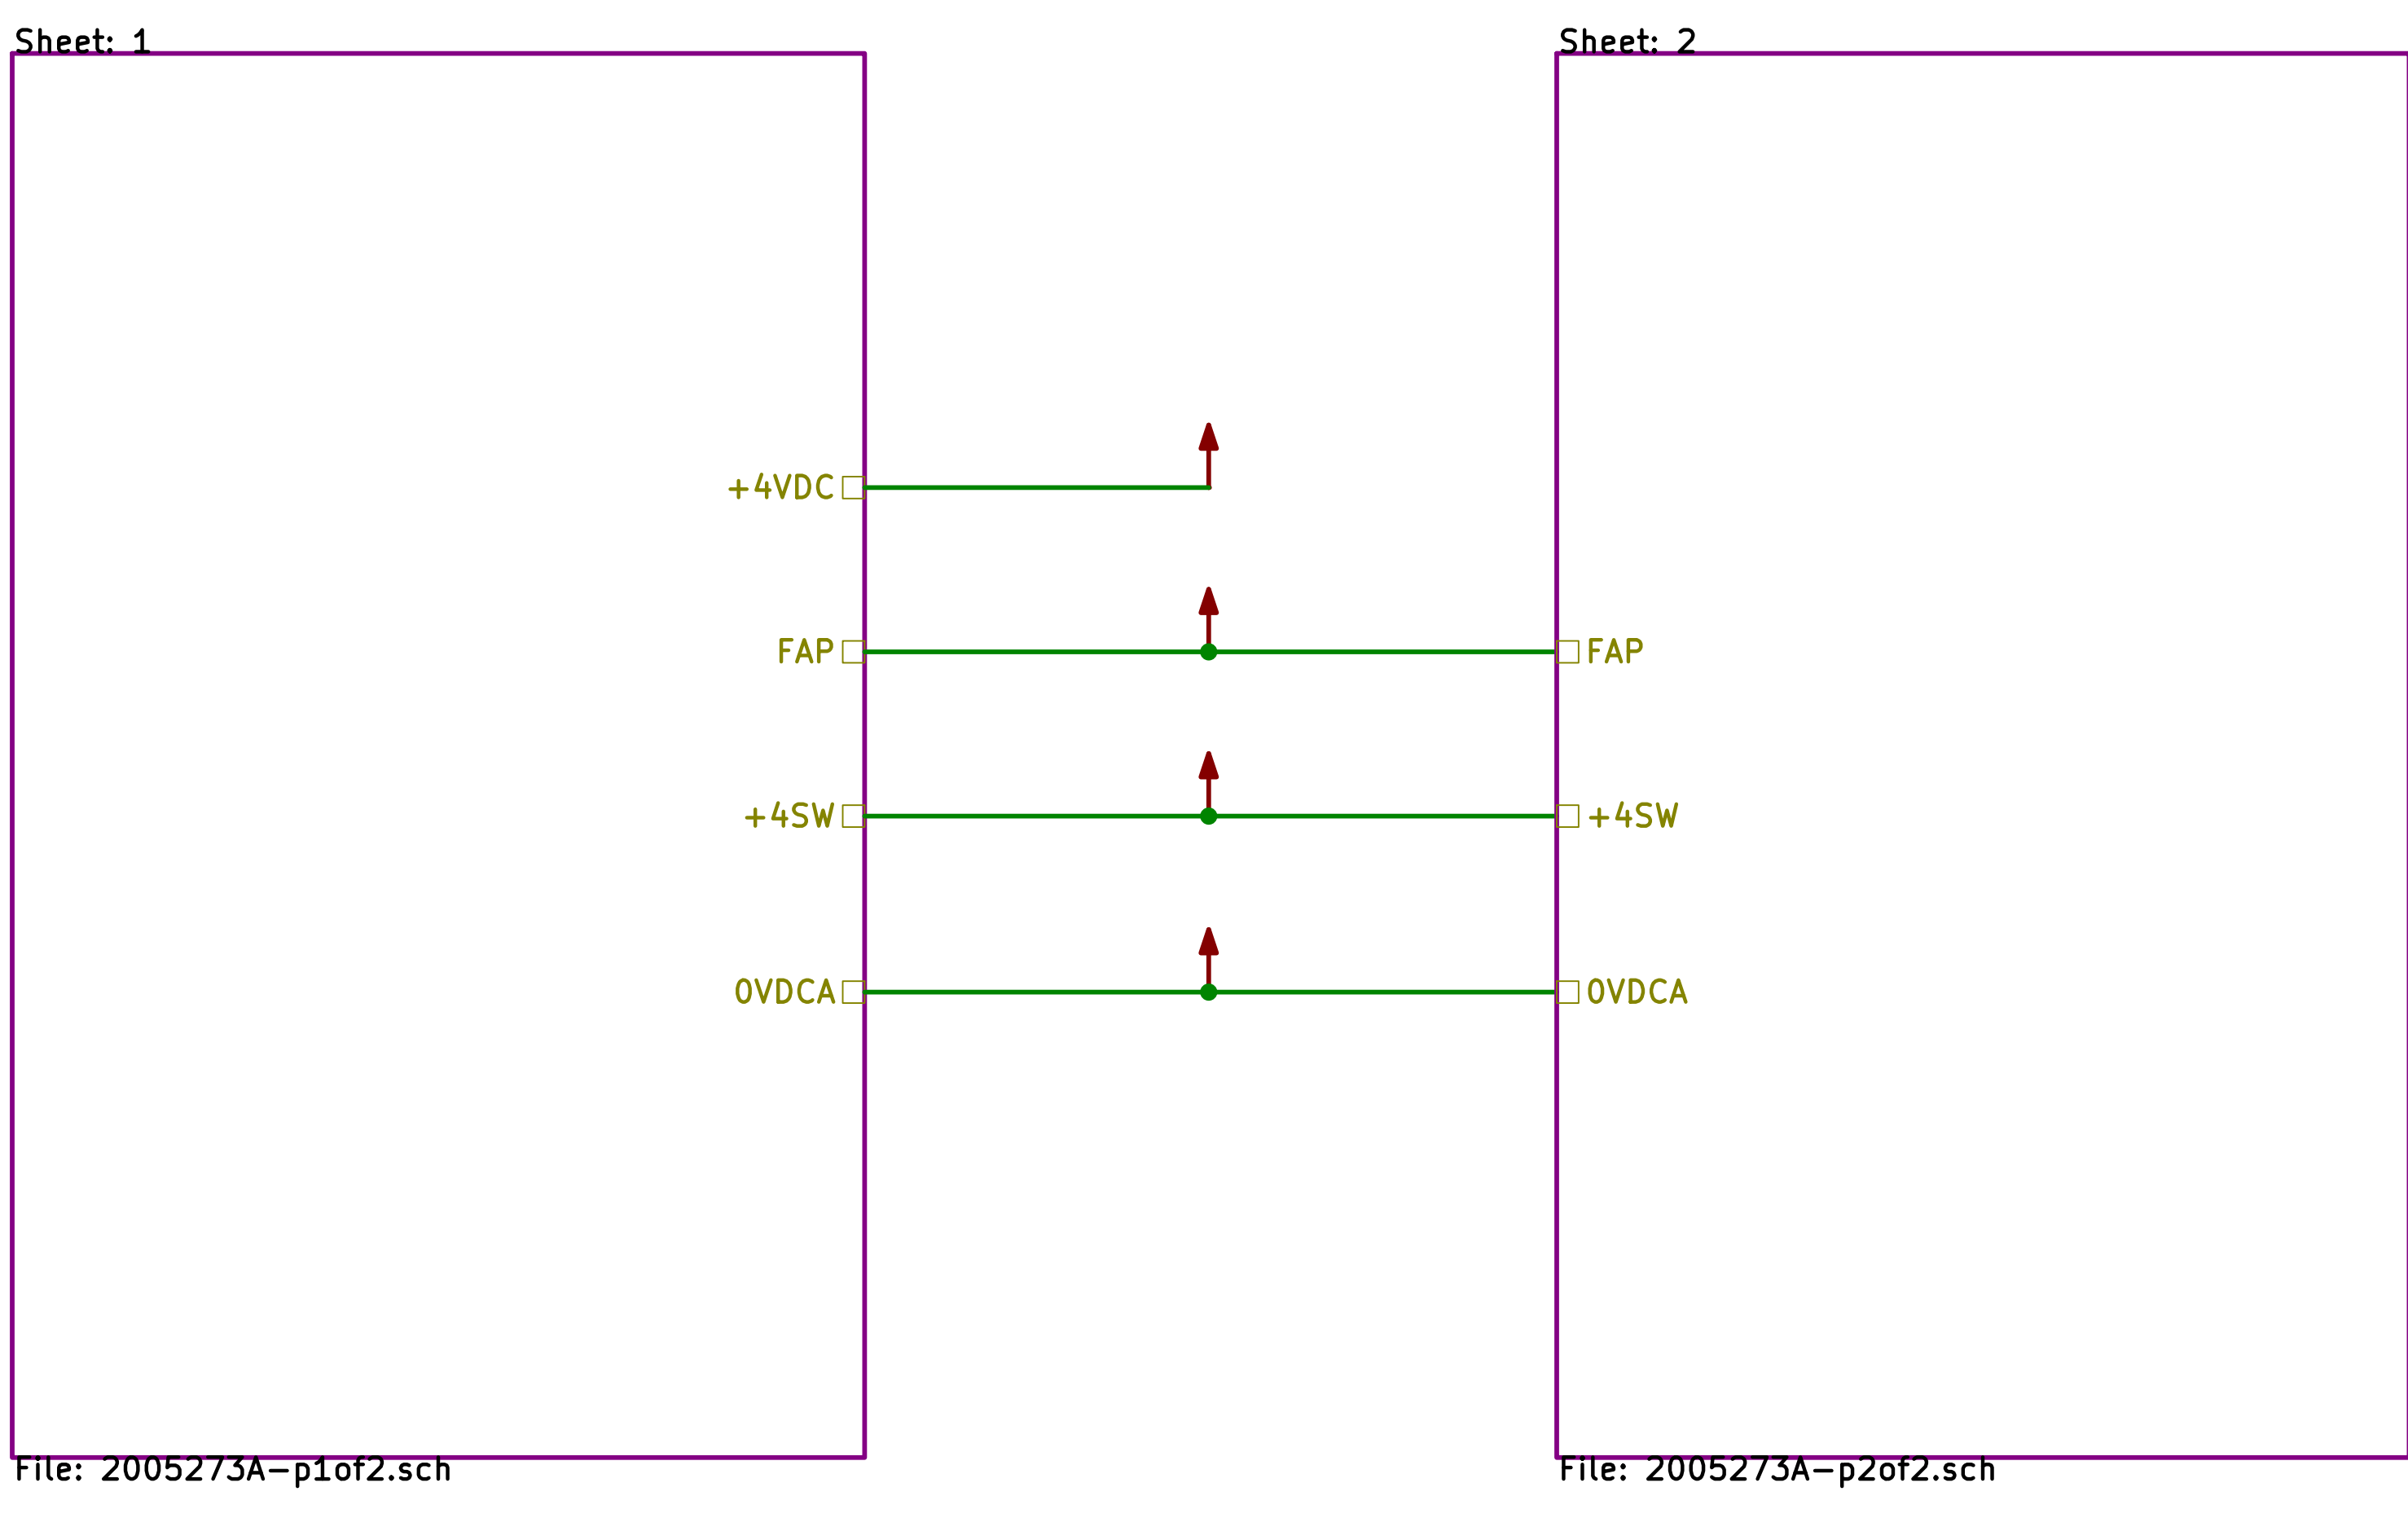 Sheet: 1
Sheet: 2
+4VDC
FAP
FAP
+4SW
+4SW
0VDCA
0VDCA
File: 2005273A-p1of2.sch
File: 2005273A-p2of2.sch